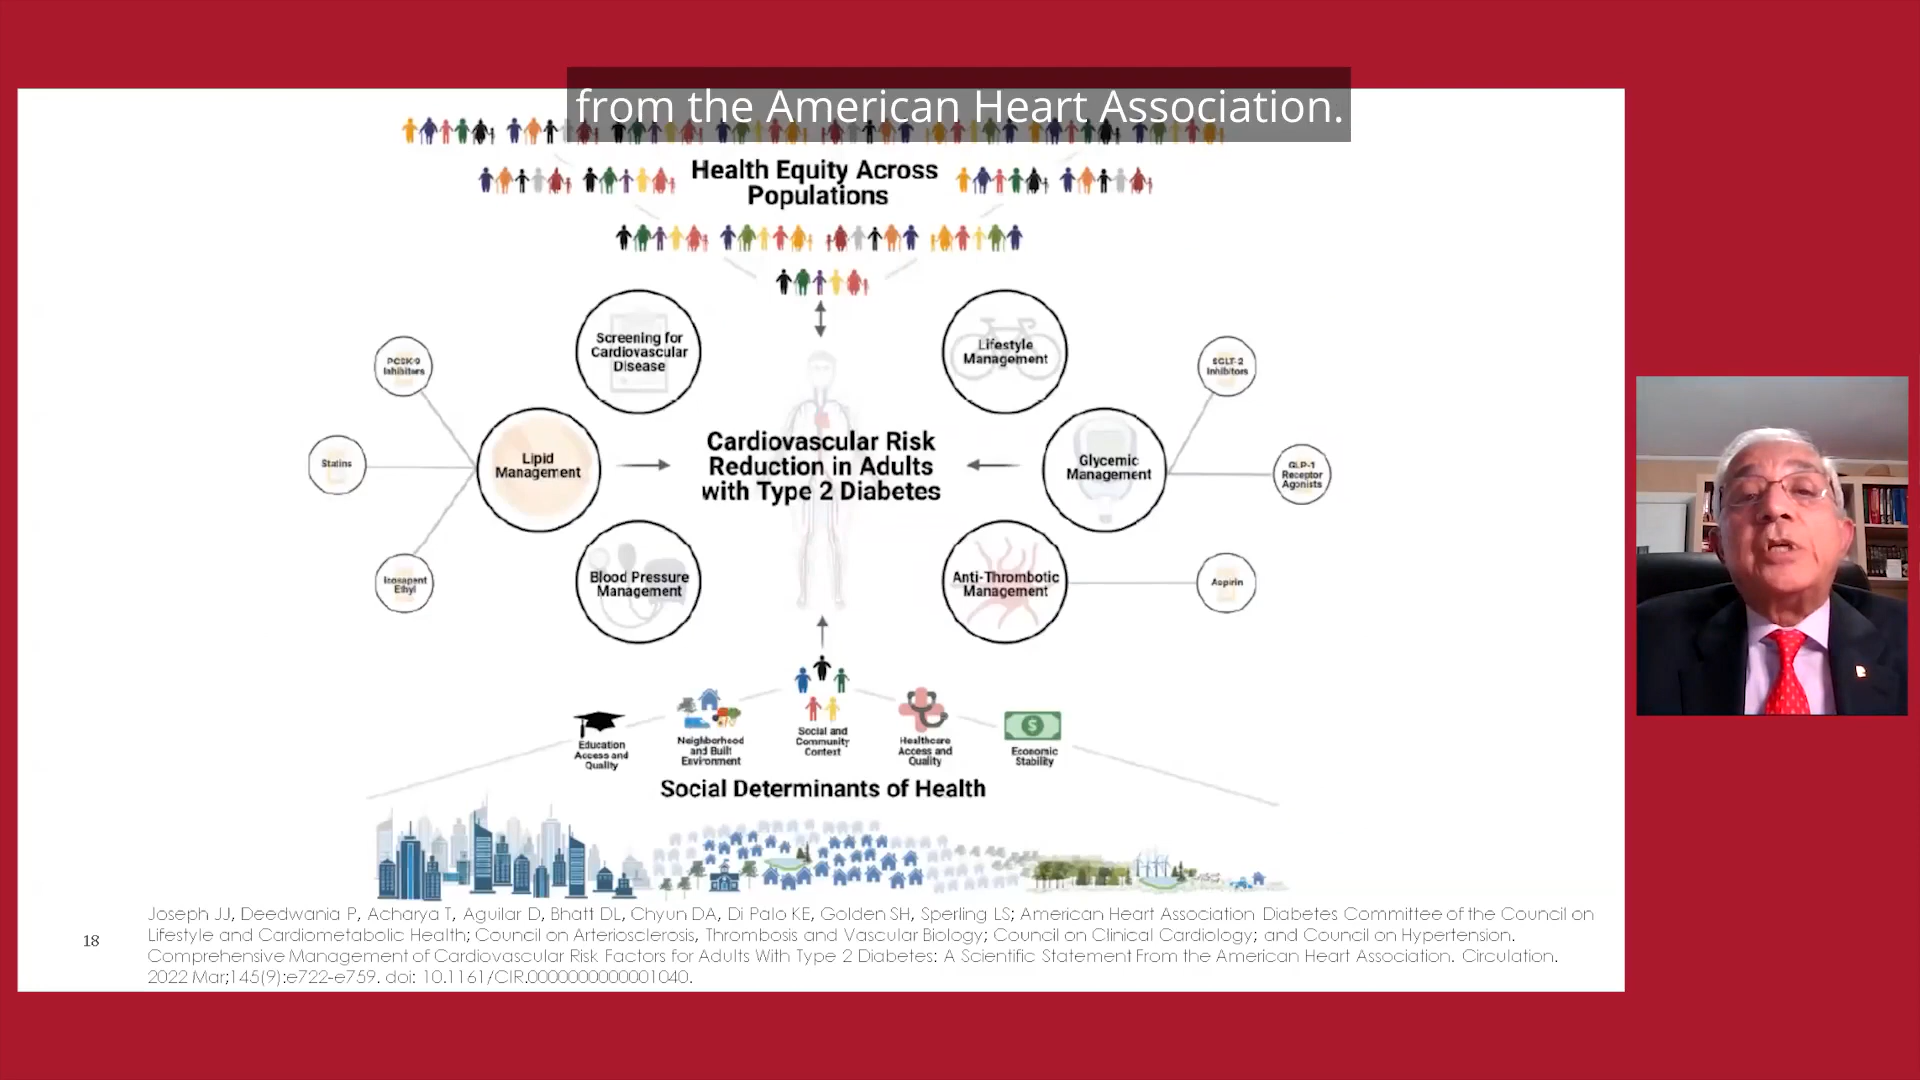 from the American Heart Association.
Health Equity Across
Populations
Screening for
Cardiovascular
Disease
Lifestyle
Management
PCSK-9
Inhibitors
SGLT-2
Inhibitors
Statins
Lipid
Management
Cardiovascular Risk
Reduction in Adults
with Type 2 Diabetes
Glycemic
Management
GLP-1
Receptor
Agonists
Icosapent
Ethyl
Blood Pressure
Management
Anti-Thrombotic
Management
Aspirin
Education
Access and
Quality
Neighborhood
and Built
Environment
Social and
Community
Context
Healthcare
Access and
Quality
Economic
Stability
Social Determinants of Health
Joseph JJ, Deedwania P, Acharya T, Aguilar D, Bhatt DL, Chyun DA, Di Palo KE, Golden SH, Sperling LS; American Heart Association Diabetes Committee of the Council on
Lifestyle and Cardiometabolic Health; Council on Arteriosclerosis, Thrombosis and Vascular Biology; Council on Clinical Cardiology; and Council on Hypertension.
Comprehensive Management of Cardiovascular Risk Factors for Adults With Type 2 Diabetes: A Scientific Statement From the American Heart Association. Circulation.
2022 Mar;145(9):e722-e759. doi: 10.1161/CIR.0000000000001040.
18